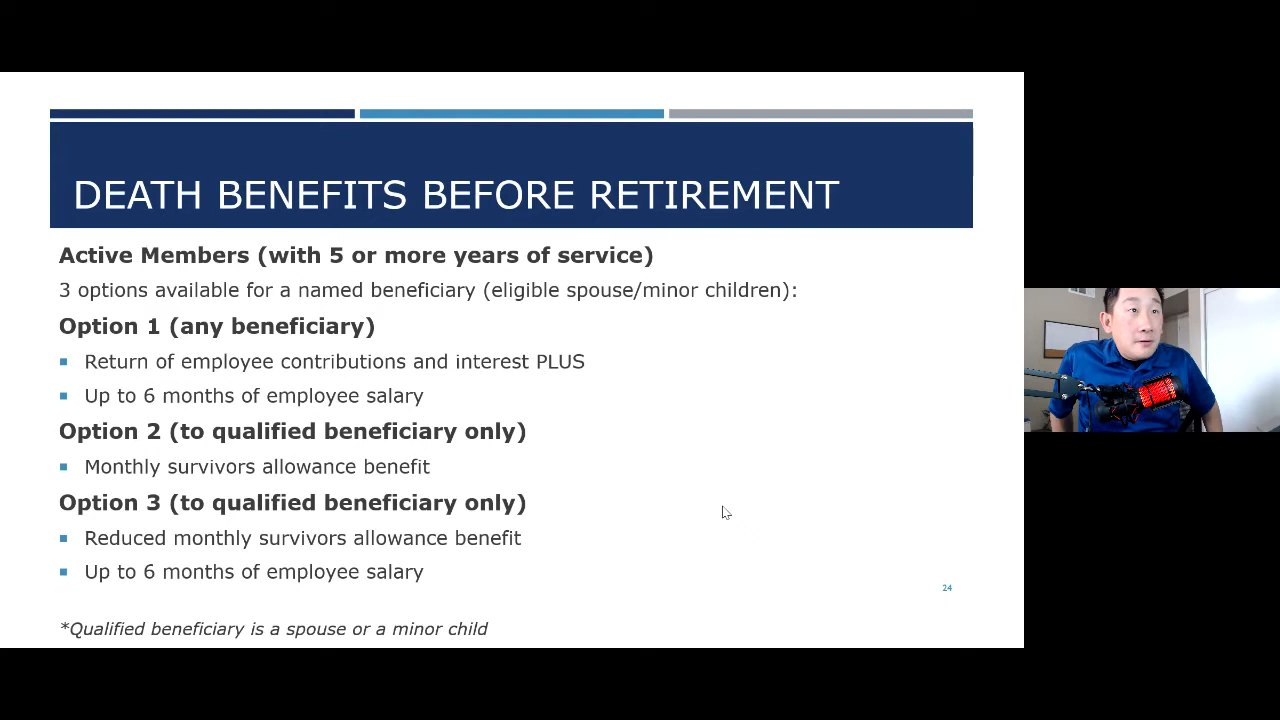 DEATH BENEFITS BEFORE RETIREMENT
Active Members (with 5 or more years of service)
3 options available for a named beneficiary (eligible spouse/minor children):
Option 1 (any beneficiary)
Return of employee contributions and interest PLUS
Up to 6 months of employee salary
Option 2 (to qualified beneficiary only)
Monthly survivors allowance benefit
Option 3 (to qualified beneficiary only)
Reduced monthly survivors allowance benefit
Up to 6 months of employee salary
24
*Qualified beneficiary is a spouse or a minor child